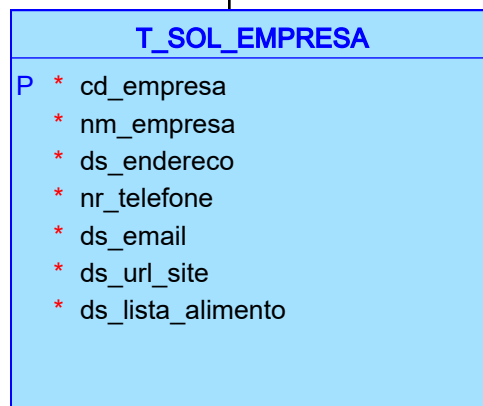 T_SOL_EMPRESA
P * cd_empresa
* nm_empresa
* ds_endereco
* nr_telefone
* ds_email
* ds_url_site
* ds_lista_alimento